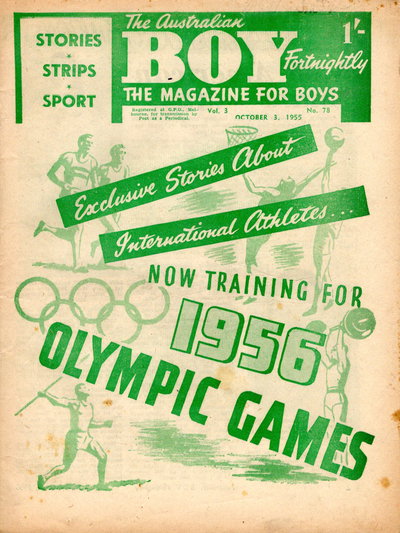 STORIES
STRIPS
SPORT
The Australian
BOY
Fortnightly
1'-
THE MAGAZINE FOR BOYS
Registered at G.P.O., Mel-
bourne, for transmission by
Post as a Periodical.
Vol. 3
No. 78
OCTOBER 3, 1955
Exclusive Stories About
International Athletes...
NOW TRAINING FOR
1956
OLYMPIC GAMES